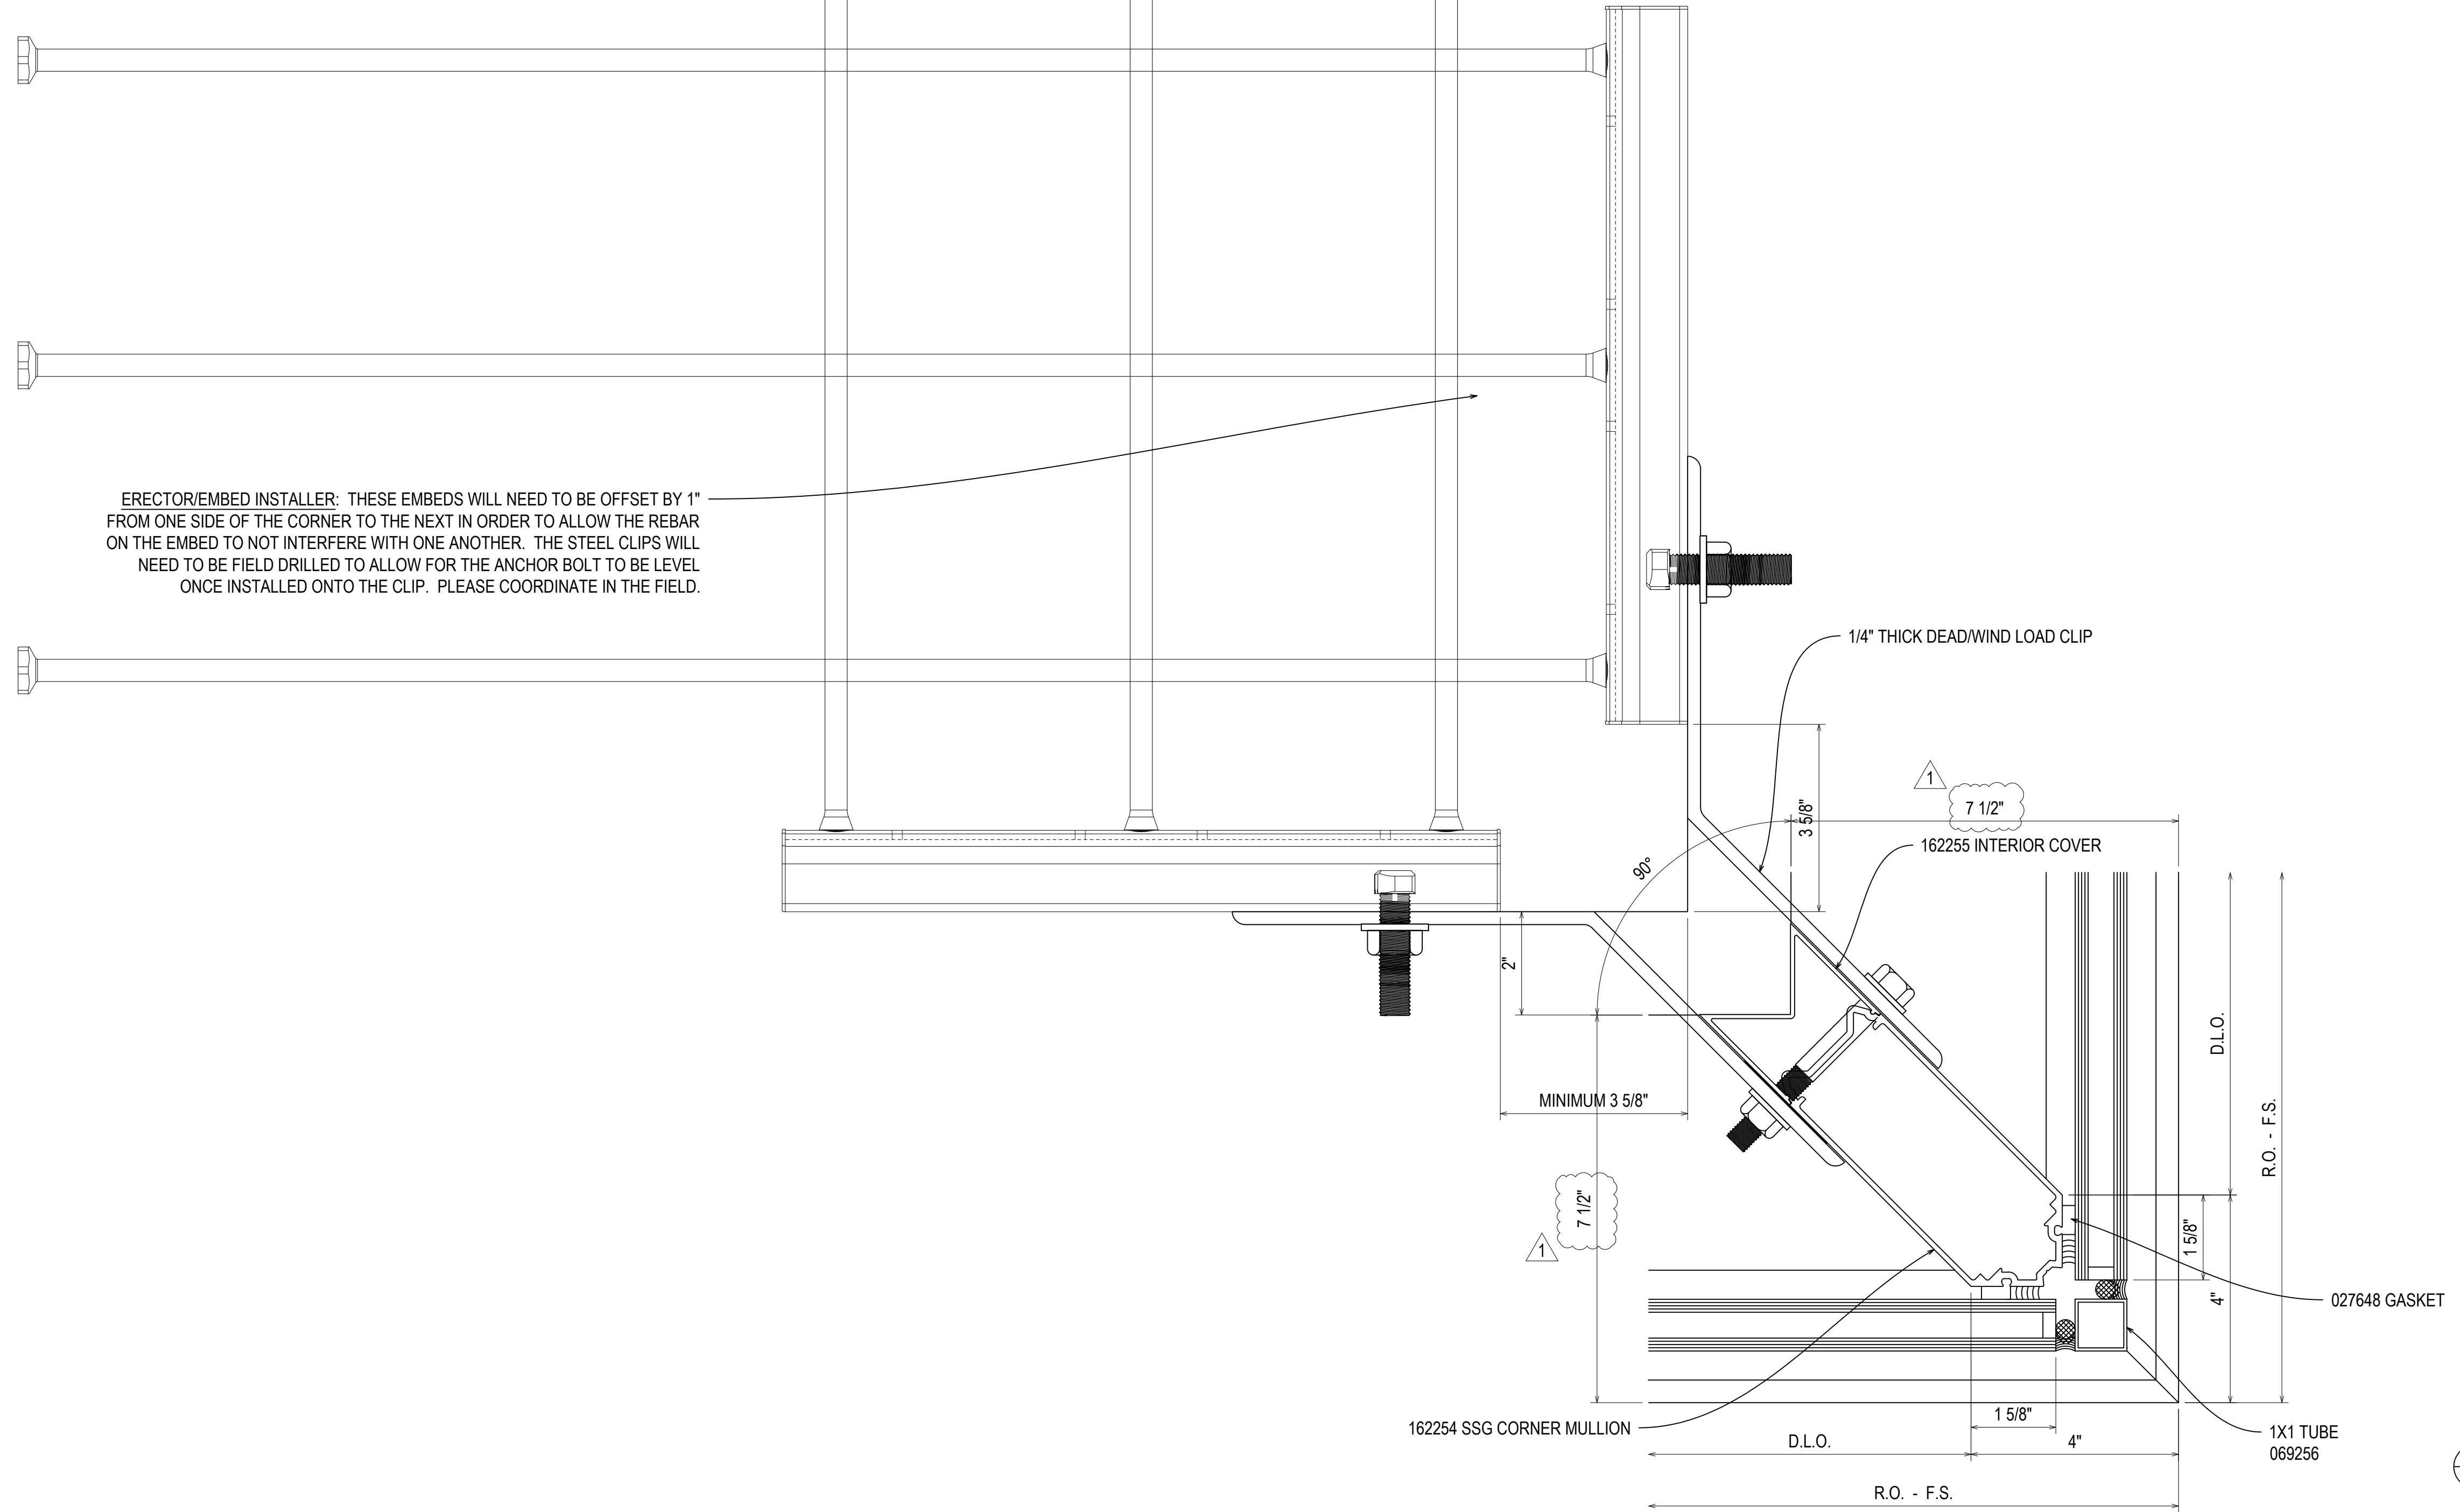 ERECTOR/EMBED INSTALLER: THESE EMBEDS WILL NEED TO BE OFFSET BY 1"
FROM ONE SIDE OF THE CORNER TO THE NEXT IN ORDER TO ALLOW THE REBAR
ON THE EMBED TO NOT INTERFERE WITH ONE ANOTHER. THE STEEL CLIPS WILL
NEED TO BE FIELD DRILLED TO ALLOW FOR THE ANCHOR BOLT TO BE LEVEL
ONCE INSTALLED ONTO THE CLIP. PLEASE COORDINATE IN THE FIELD.
1/4" THICK DEAD/WIND LOAD CLIP
1
7 1/2"
3 5/8"
162255 INTERIOR COVER
90°
2"
D.L.O.
MINIMUM 3 5/8"
R.O. - F.S.
7 1/2"
1
1 5/8"
4"
027648 GASKET
162254 SSG CORNER MULLION
1 5/8"
D.L.O.
4"
1X1 TUBE
069256
R.O. - F.S.